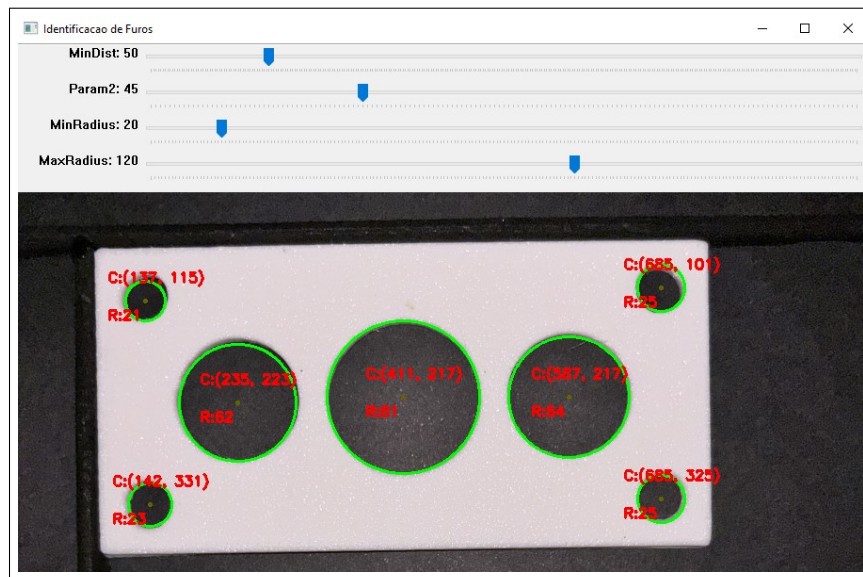 Identificacao de Furos
MinDist: 50
Param2: 45
MinRadius: 20
MaxRadius: 120
C:(137, 115)
R:21
C:(685, 101)
R:25
C:(235, 223)
R:62
C:(411, 217)
R:81
C:(587, 217)
R:64
C:(142, 331)
R:23
C:(685, 325)
R:25